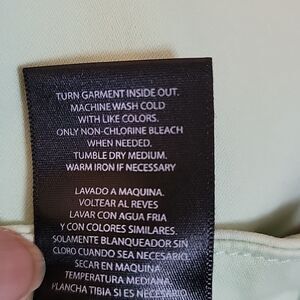 TURN GARMENT INSIDE OUT.
MACHINE WASH COLD
WITH LIKE COLORS.
ONLY NON-CHLORINE BLEACH
WHEN NEEDED.
TUMBLE DRY MEDIUM.
WARM IRON IF NECESSARY
LAVADO A MAQUINA.
VOLTEAR AL REVES
LAVAR CON AGUA FRIA
Y CON COLORES SIMILARES.
SOLAMENTE BLANQUEADOR SIN
CLORO CUANDO SEA NECESARIO.
SECAR EN MAQUINA
TEMPERATURA MEDIANA.
PLANCHA TIBIA SI ES NECESARIO